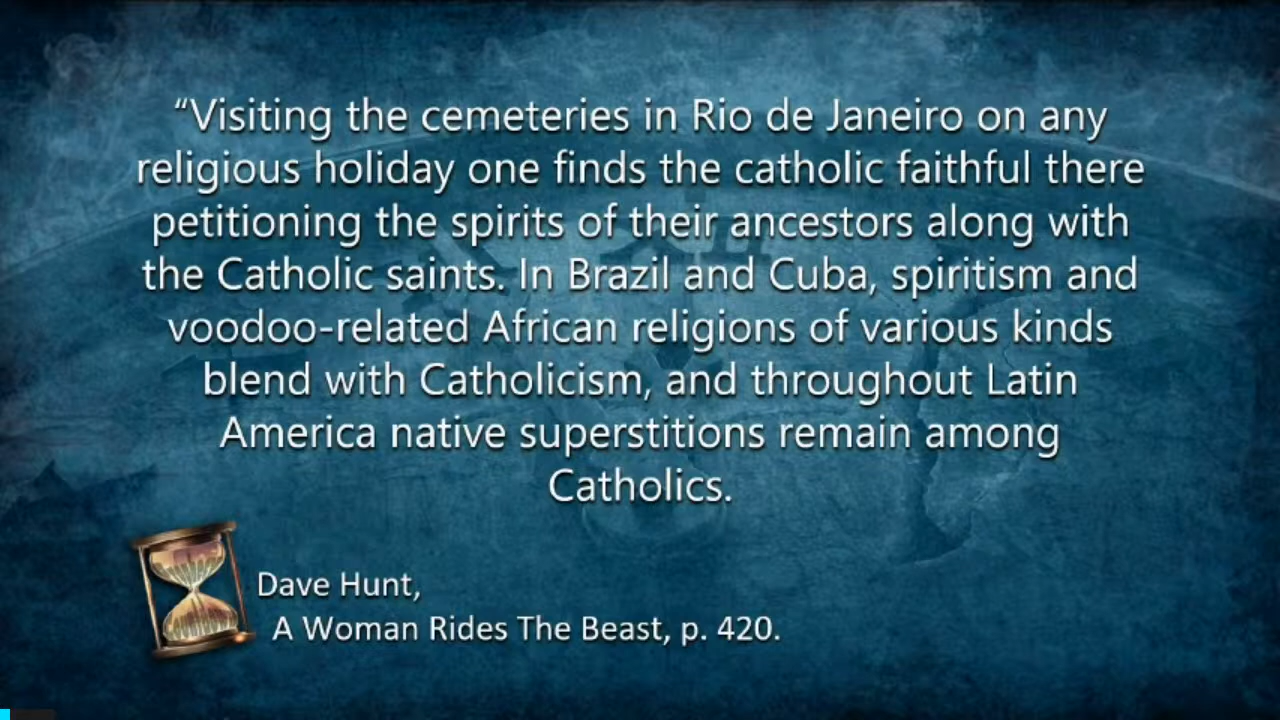 “Visiting the cemeteries in Rio de Janeiro on any
religious holiday one finds the catholic faithful there
petitioning the spirits of their ancestors along with
the Catholic saints. In Brazil and Cuba, spiritism and
voodoo-related African religions of various kinds
blend with Catholicism, and throughout Latin
America native superstitions remain among
Catholics.
Dave Hunt,
A Woman Rides The Beast, p. 420.